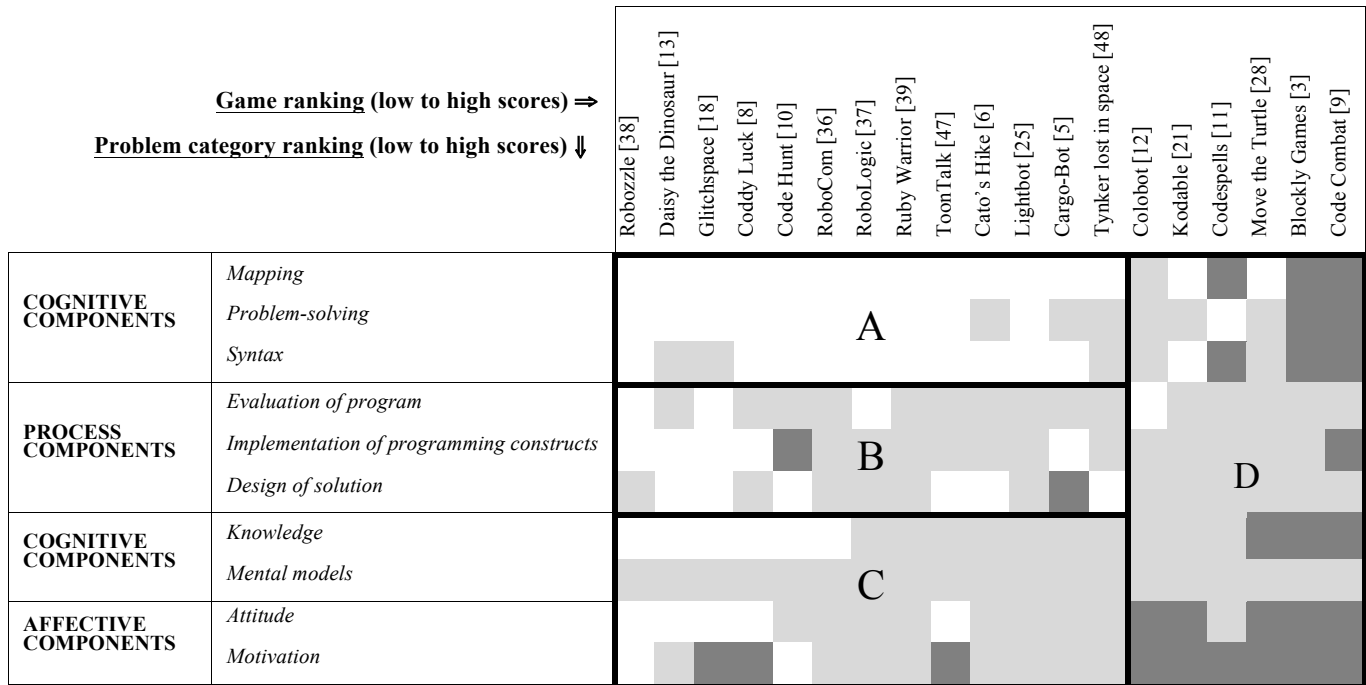 Game ranking (low to high scores) ⇒
Problem category ranking (low to high scores) ⇓
Robozzle [38]
Daisy the Dinosaur [13]
Glitchspace [18]
Coddy Luck [8]
Code Hunt [10]
RoboCom [36]
RoboLogic [37]
Ruby Warrior [39]
ToonTalk [47]
Cato's Hike [6]
Lightbot [25]
Cargo-Bot [5]
Tynker lost in space [48]
Colobot [12]
Kodable [21]
Codespells [11]
Move the Turtle [28]
Blockly Games [3]
Code Combat [9]
COGNITIVE
COMPONENTS
Mapping
Problem-solving
Syntax
A
PROCESS
COMPONENTS
Evaluation of program
Implementation of programming constructs
Design of solution
B
D
COGNITIVE
COMPONENTS
Knowledge
Mental models
C
AFFECTIVE
COMPONENTS
Attitude
Motivation